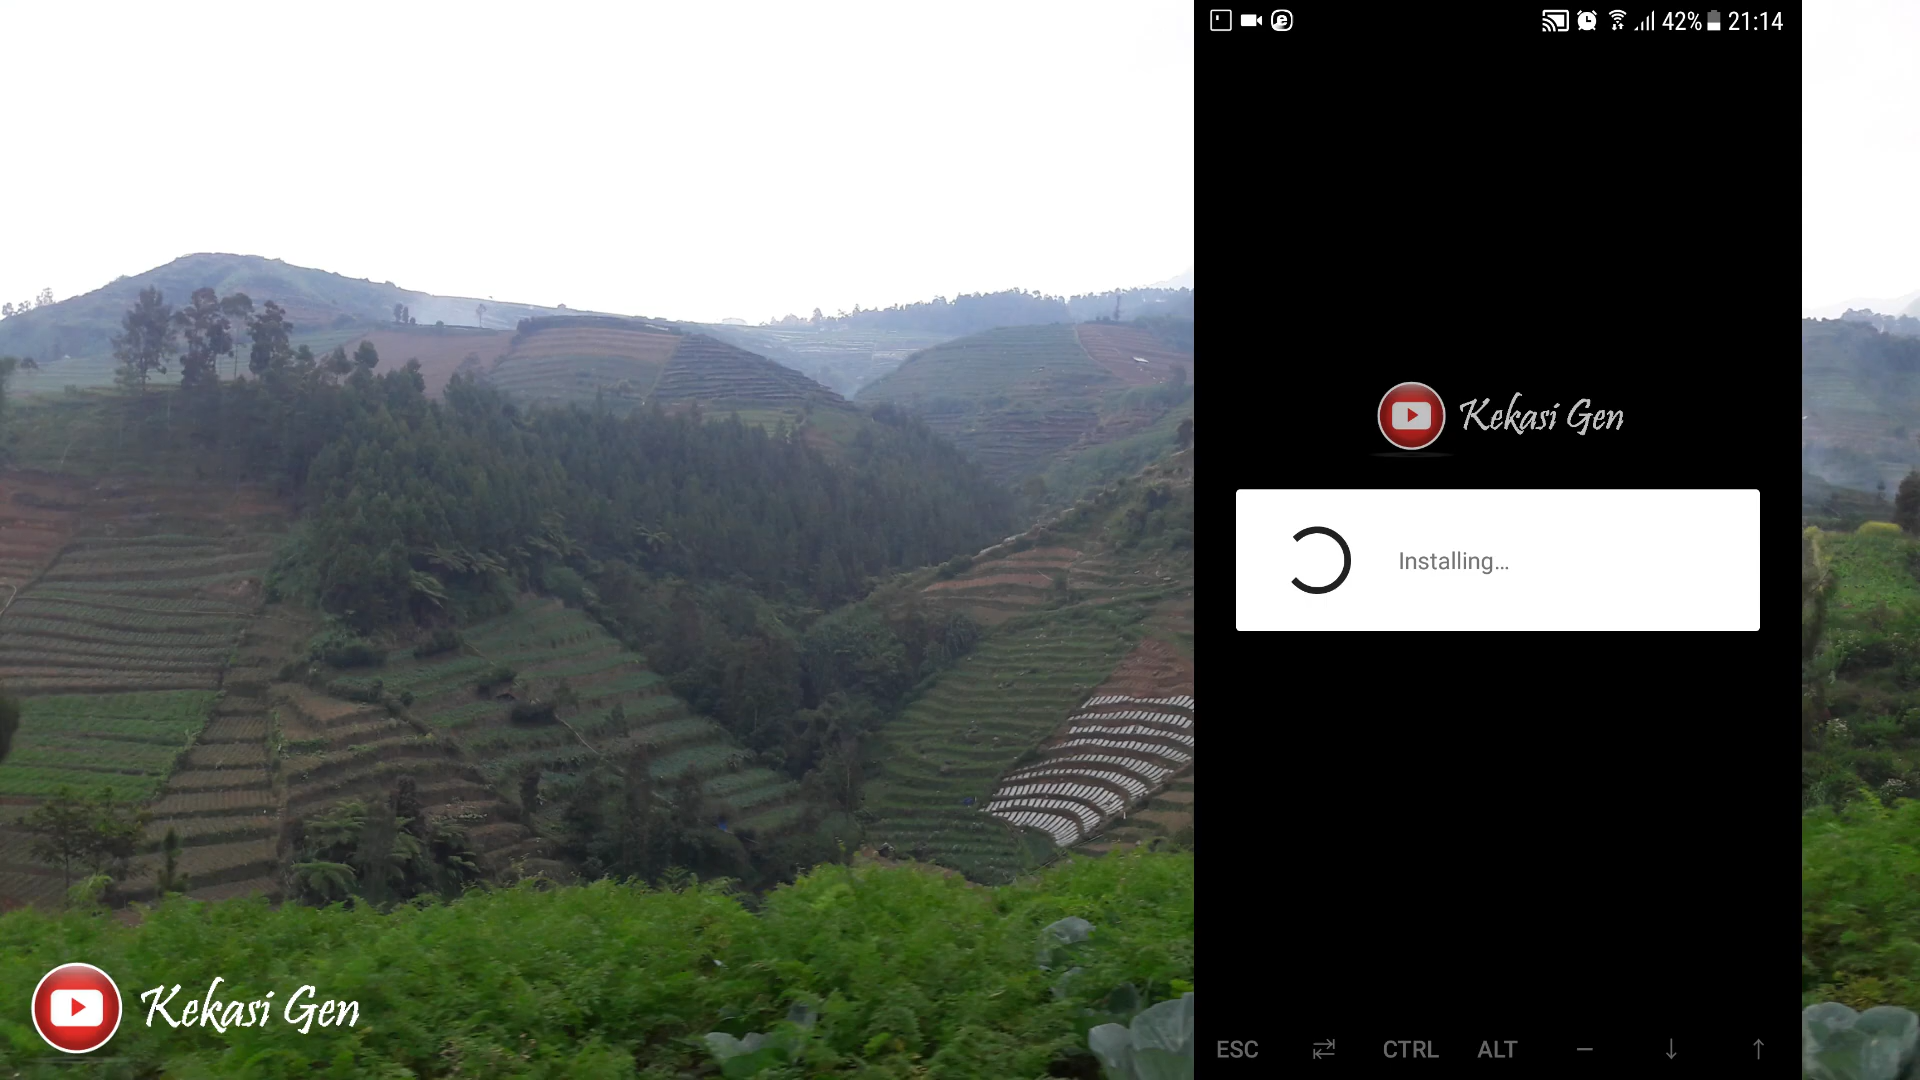 42% 21:14
Kekasi Gen
Installing...
ESC CTRL ALT — ↓ ↑
Kekasi Gen